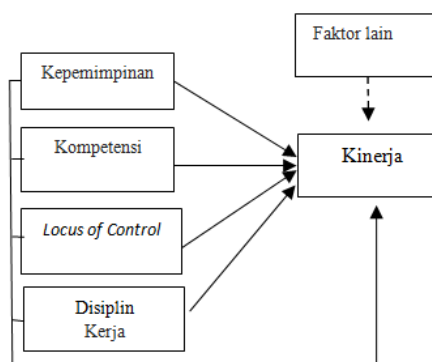 Faktor lain
Kepemimpinan
Kompetensi
Kinerja
Locus of Control
Disiplin
Kerja